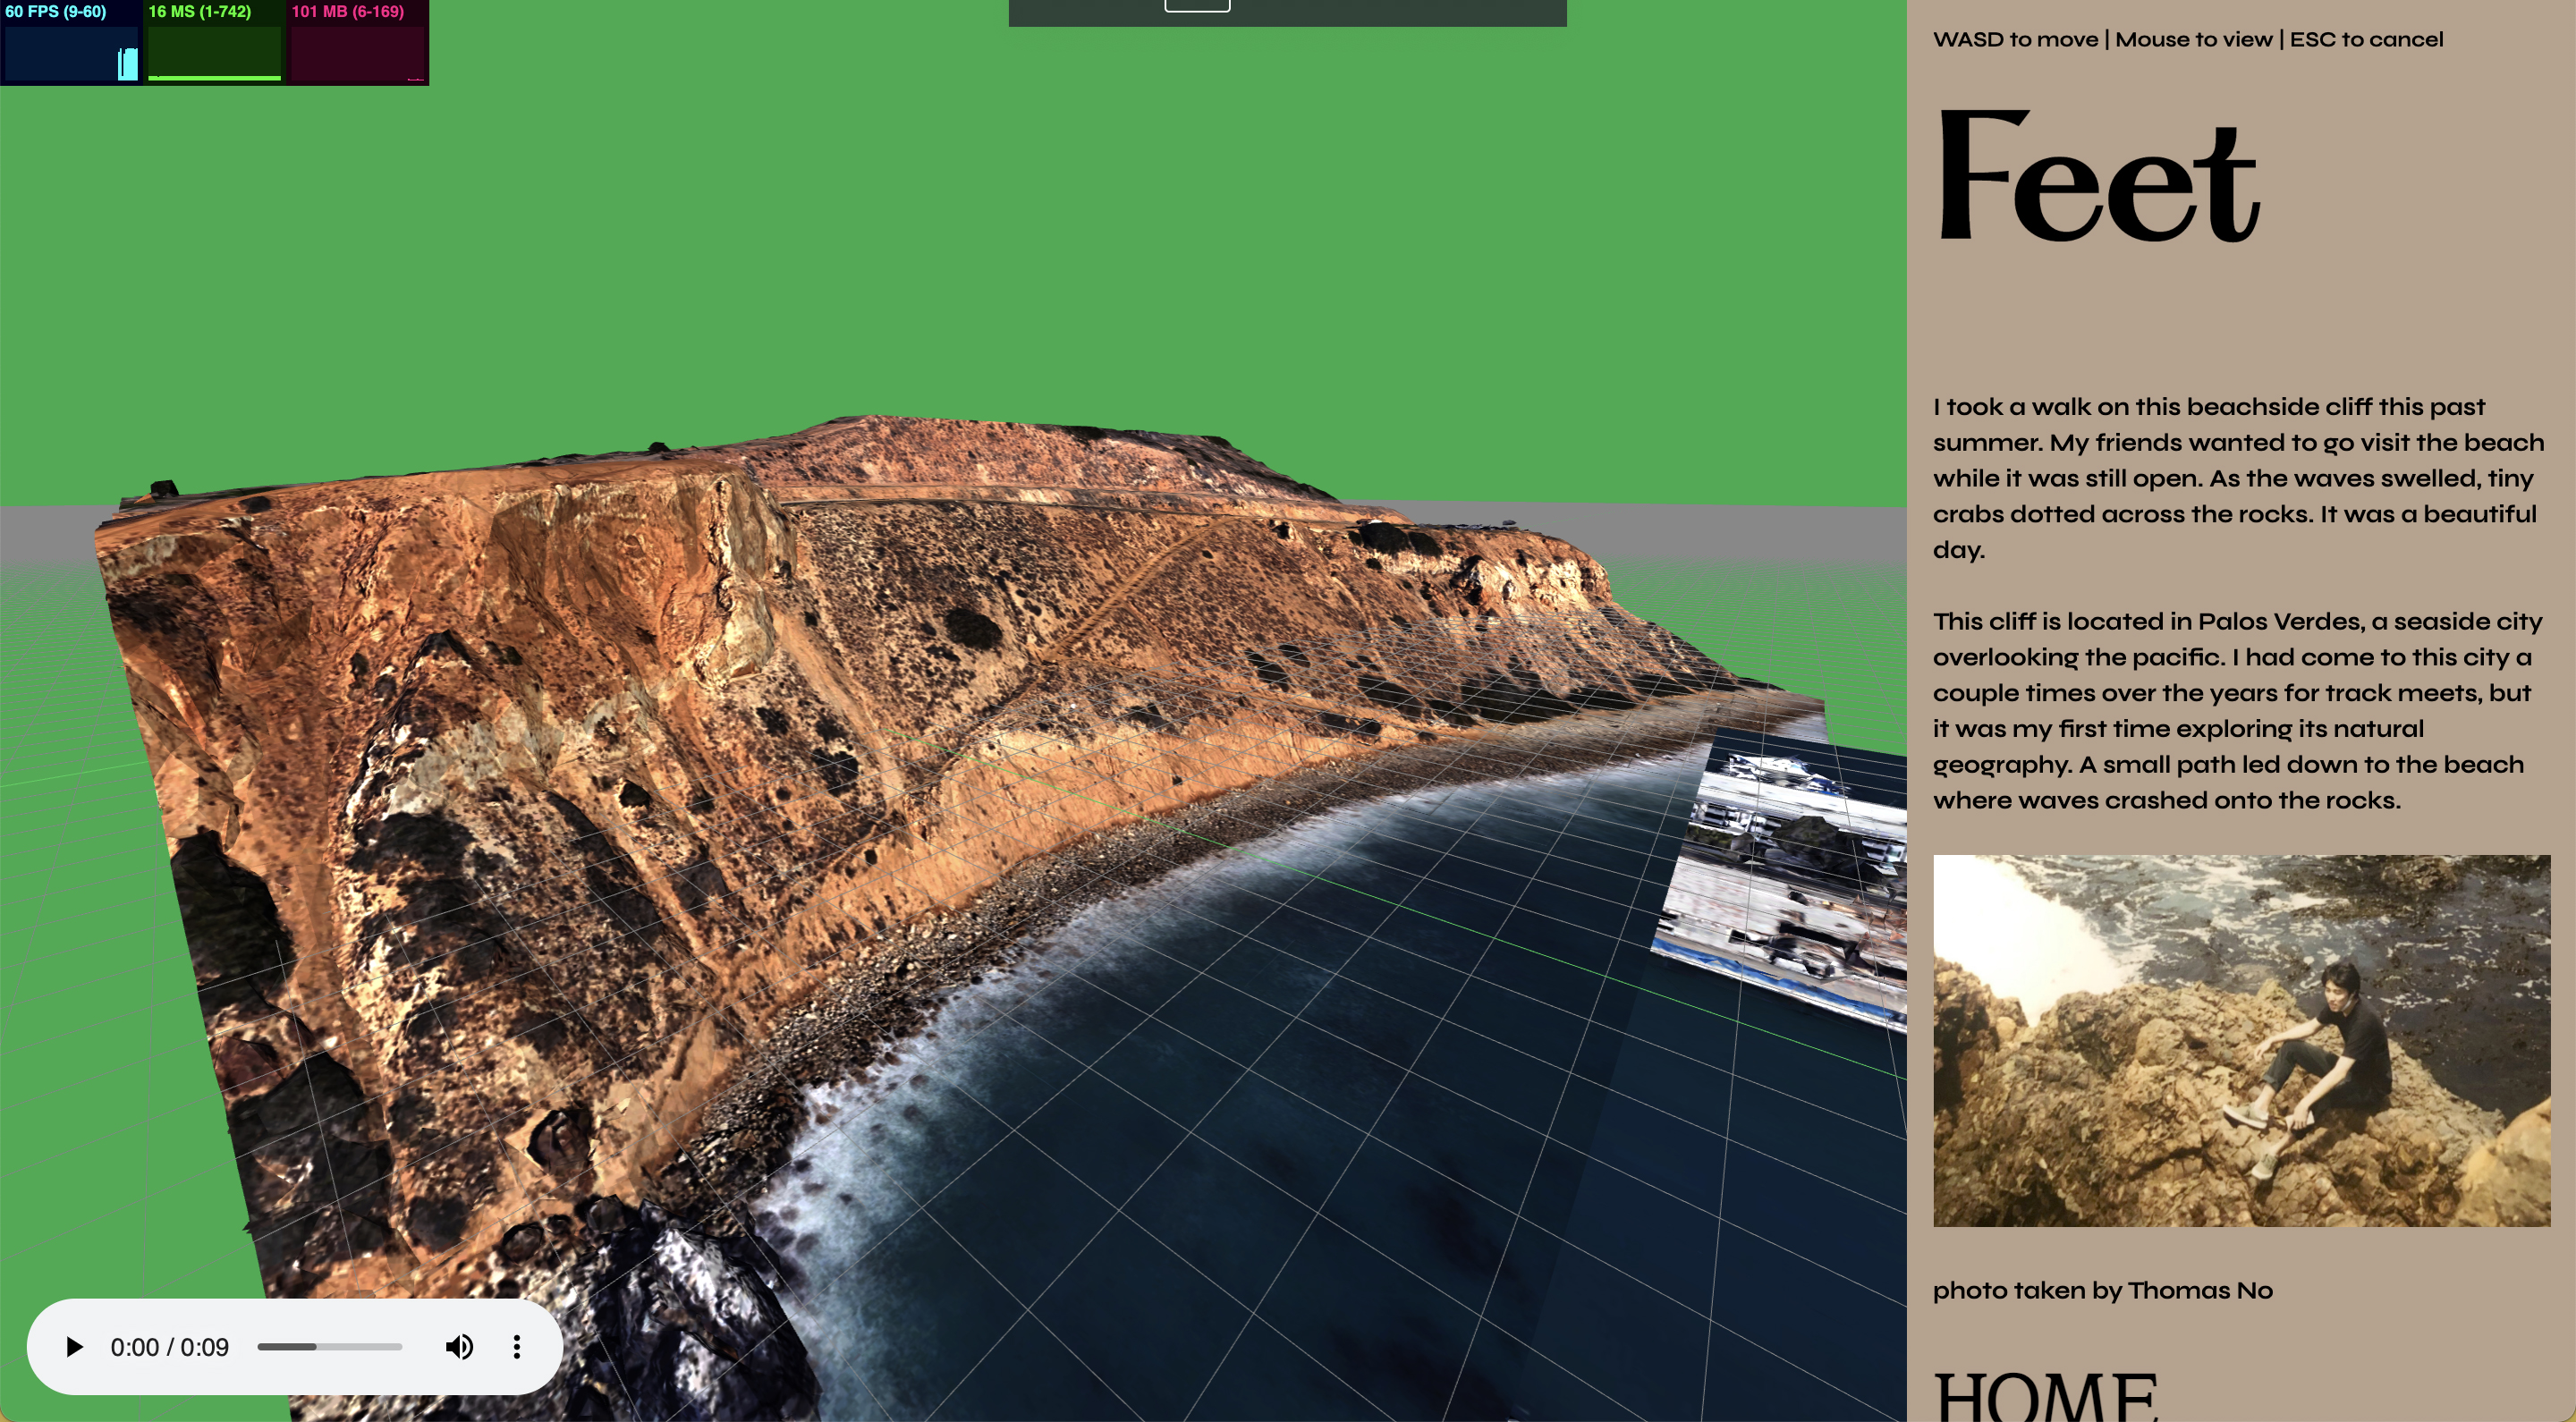 60 FPS (9-60) 16 MS (1-742) 101 MB (6-169)
WASD to move | Mouse to view | ESC to cancel
Feet
I took a walk on this beachside cliff this past
summer. My friends wanted to go visit the beach
while it was still open. As the waves swelled, tiny
crabs dotted across the rocks. It was a beautiful
day.
This cliff is located in Palos Verdes, a seaside city
overlooking the pacific. I had come to this city a
couple times over the years for track meets, but
it was my first time exploring its natural
geography. A small path led down to the beach
where waves crashed onto the rocks.
photo taken by Thomas No
HOME
0:00 / 0:09